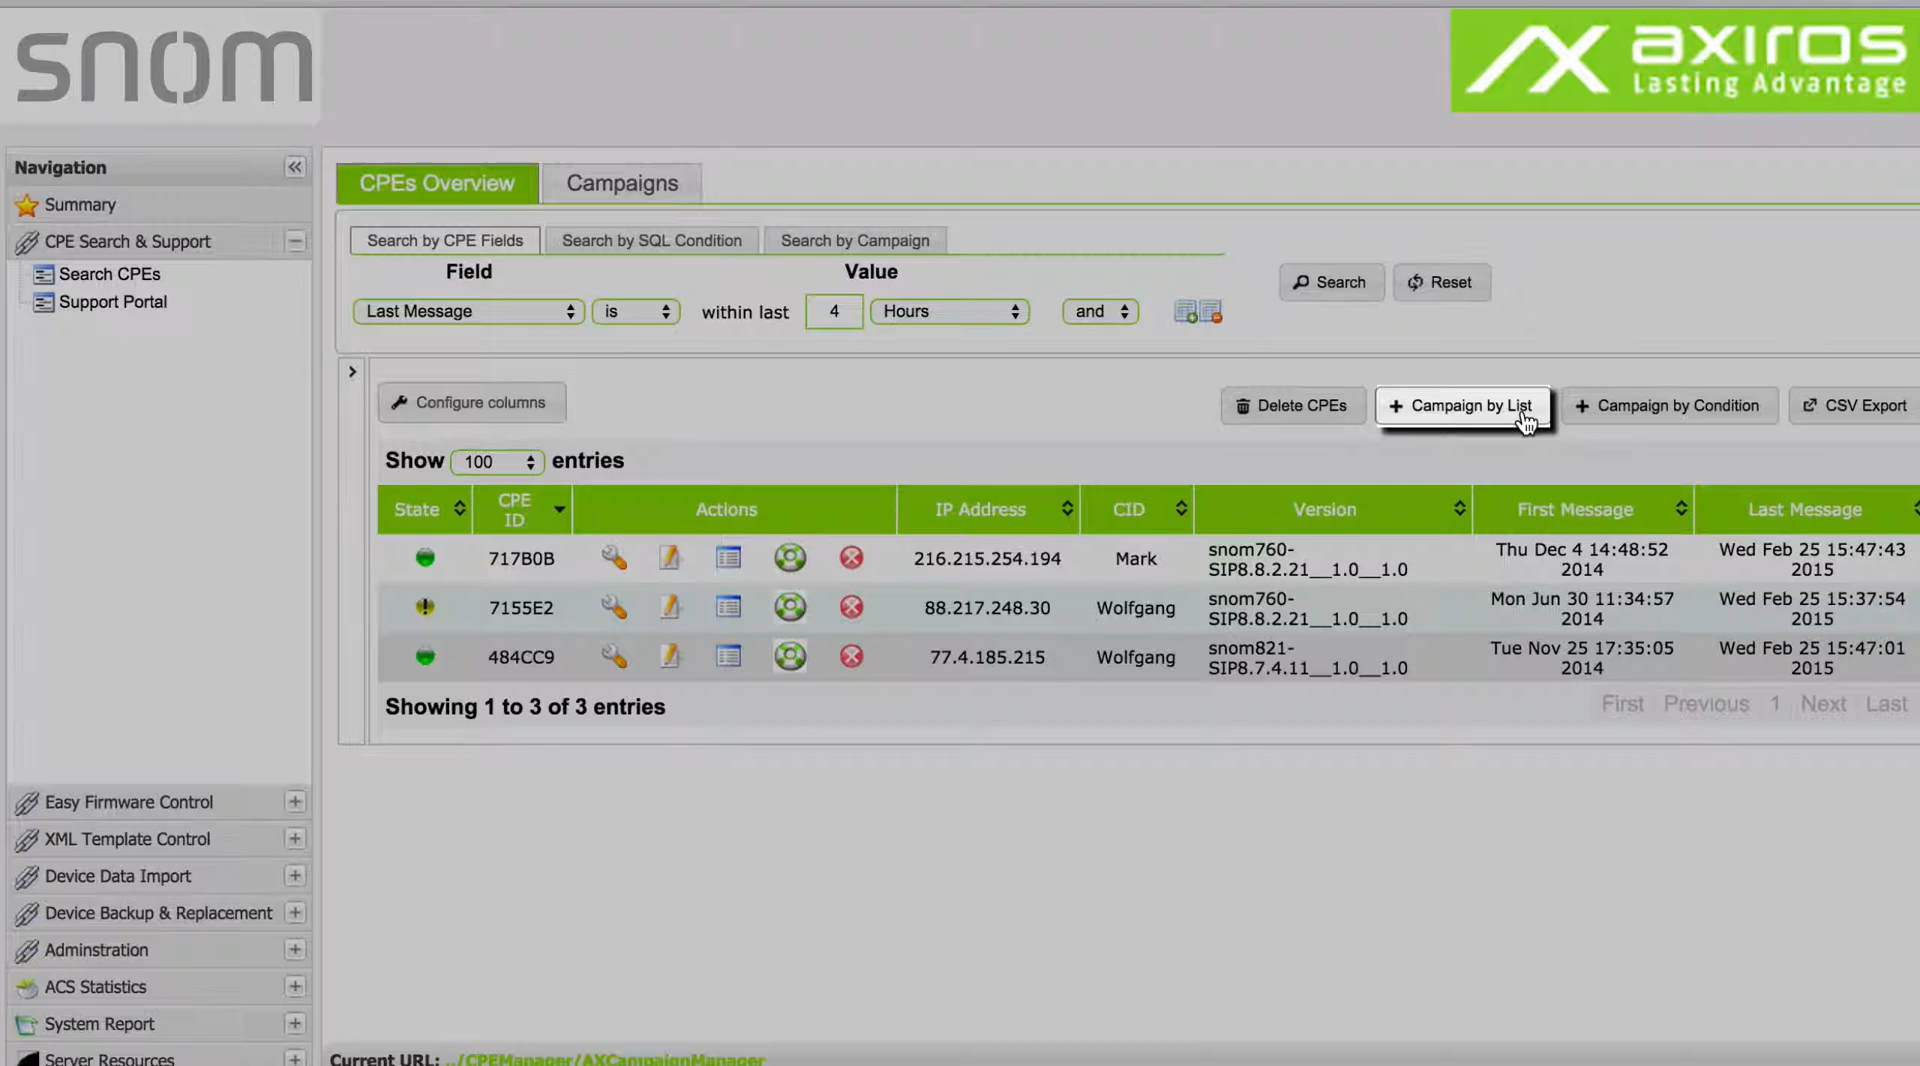 snom
axiros
Lasting Advantage
Navigation
Summary
CPE Search & Support
Search CPEs
Support Portal
Easy Firmware Control
XML Template Control
Device Data Import
Device Backup & Replacement
Adminstration
ACS Statistics
System Report
Server Resources
CPEs Overview Campaigns
Search by CPE Fields Search by SQL Condition Search by Campaign
Field Value
Search Reset
Last Message is within last 4 Hours and
Configure columns Delete CPEs Campaign by List Campaign by Condition CSV Export
Show 100 entries
State CPE ID Actions IP Address CID Version First Message Last Message
717B0B 216.215.254.194 Mark snom760-SIP8.8.2.21__1.0__1.0 Thu Dec 4 14:48:52 2014 Wed Feb 25 15:47:43 2015
7155E2 88.217.248.30 Wolfgang snom760-SIP8.8.2.21__1.0__1.0 Mon Jun 30 11:34:57 2014 Wed Feb 25 15:37:54 2015
484CC9 77.4.185.215 Wolfgang snom821-SIP8.7.4.11__1.0__1.0 Tue Nov 25 17:35:05 2014 Wed Feb 25 15:47:01 2015
Showing 1 to 3 of 3 entries
First Previous 1 Next Last
Current URL: ../CPEManager/AXCampaignManager